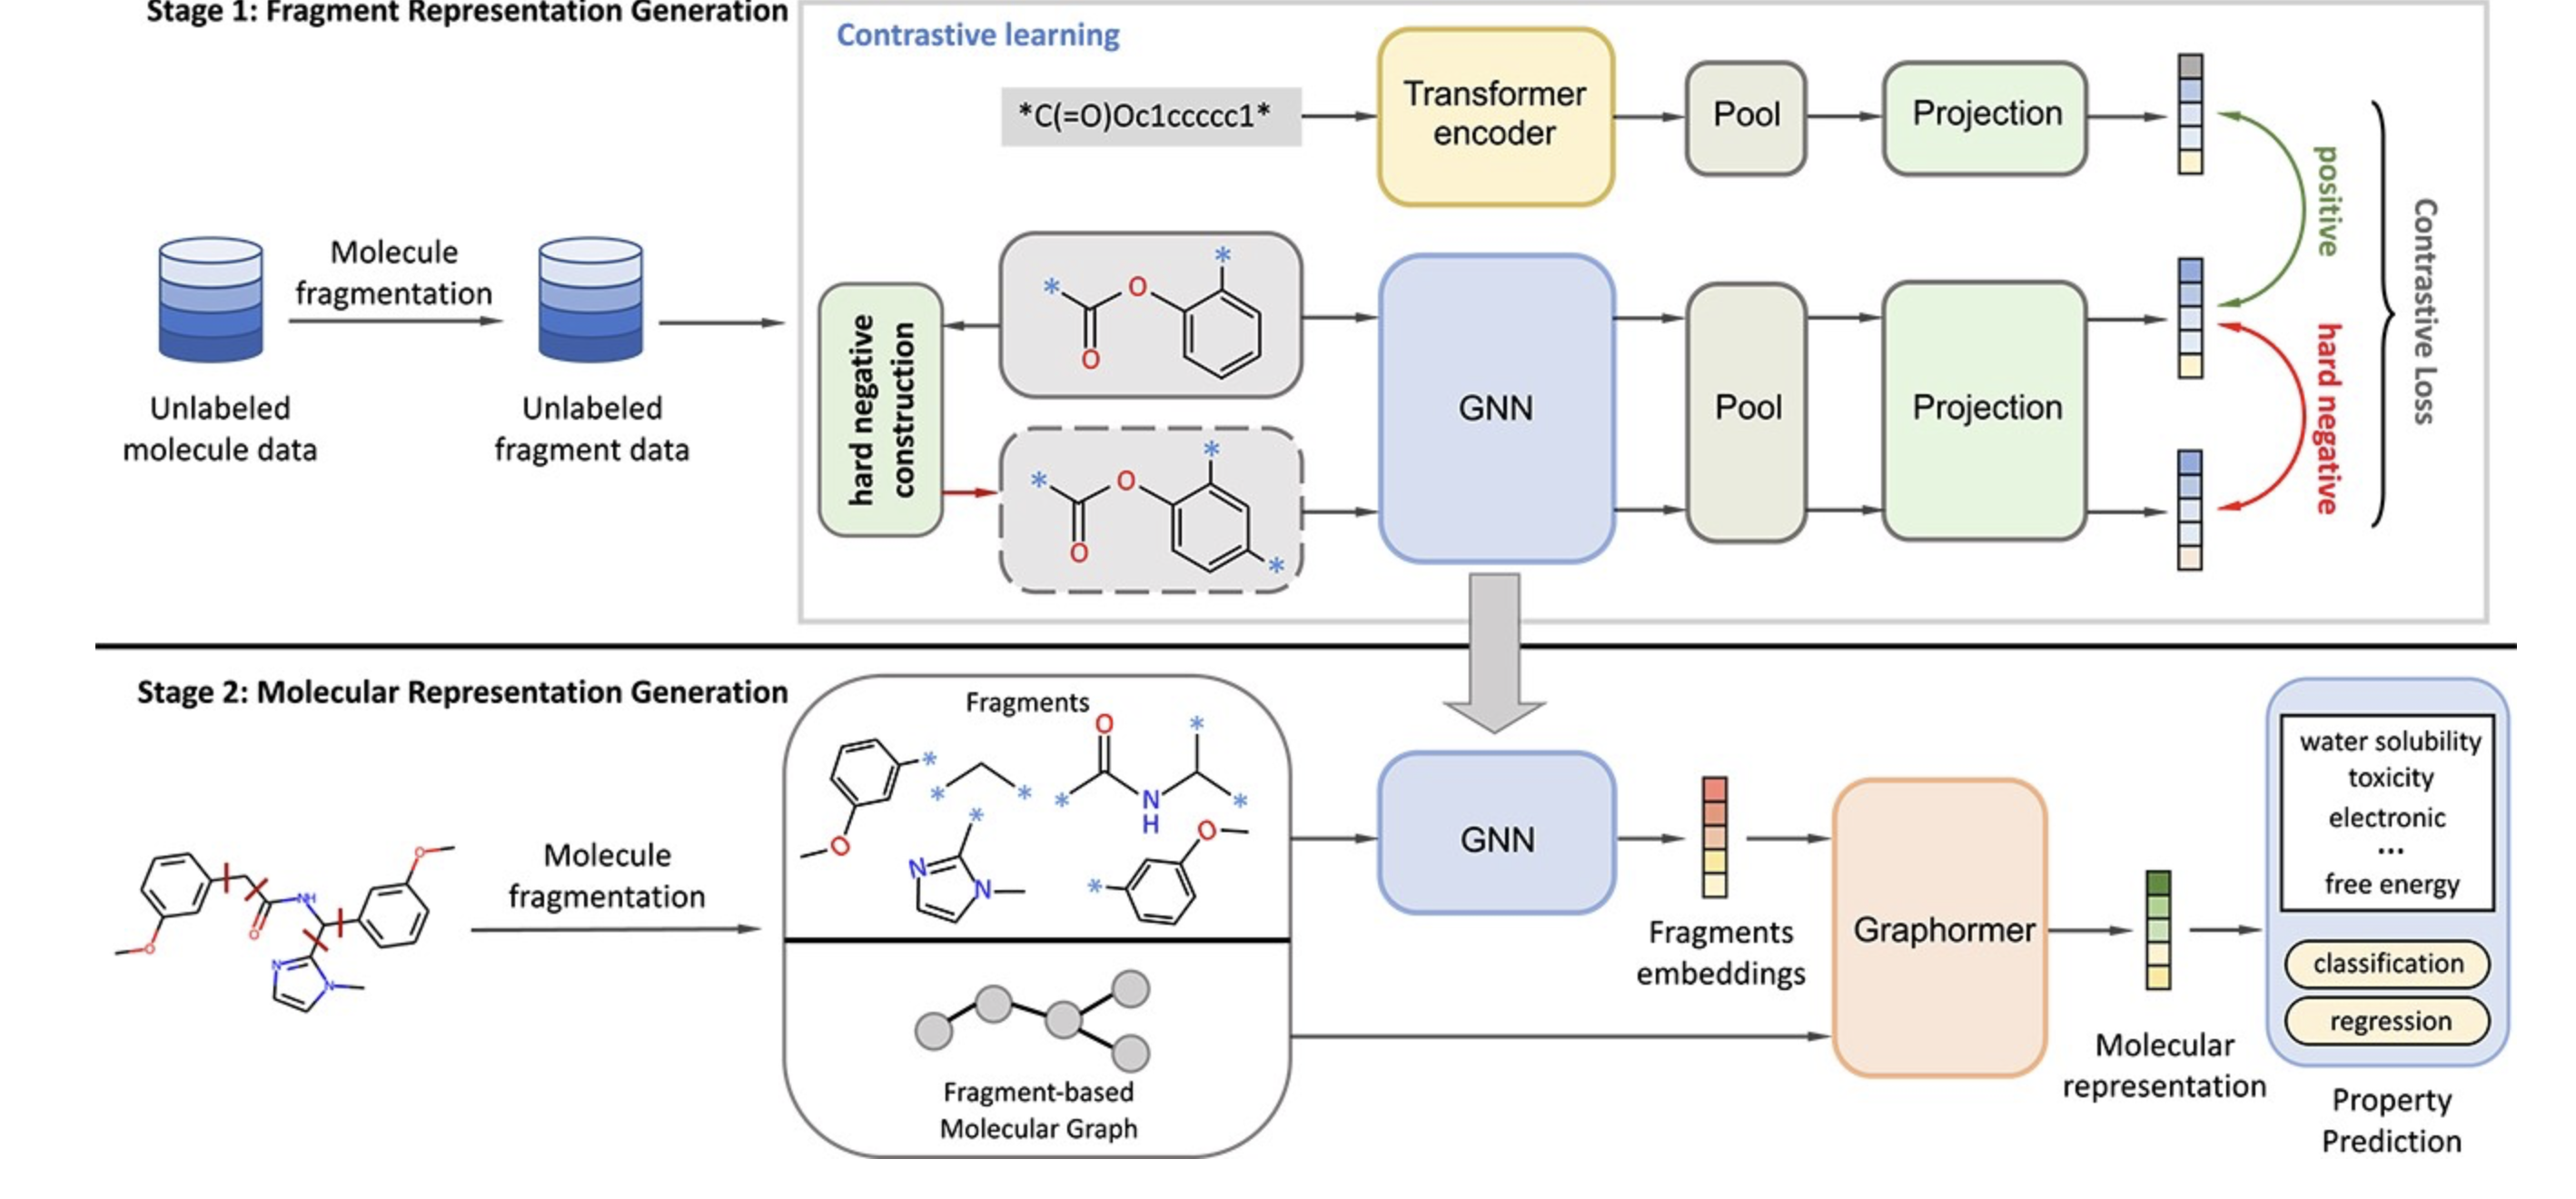 Stage 1: Fragment Representation Generation
Contrastive learning
*C(=O)Oc1ccccc1*
Transformer
encoder
Pool
Projection
positive
Molecule
fragmentation
Unlabeled
molecule data
Unlabeled
fragment data
hard negative
construction
*
O
*
O
*
O
*
O
*
GNN
Pool
Projection
hard negative
Contrastive Loss
Stage 2: Molecular Representation Generation
Molecule
fragmentation
O
NH
O
O
N
N
Fragments
*
O
*
*
*
O
N
H
*
*
*
N
N
O
*
Fragment-based
Molecular Graph
GNN
Fragments
embeddings
Graphormer
Molecular
representation
water solubility
toxicity
electronic
...
free energy
classification
regression
Property
Prediction